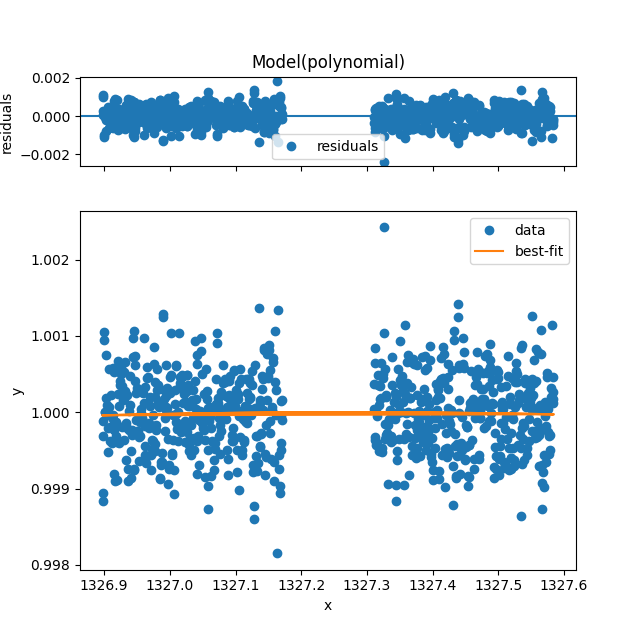 Model(polynomial)
0.002
0.000
−0.002
residuals
residuals
1.002
1.001
1.000
0.999
0.998
y
data
best-fit
1326.9 1327.0 1327.1 1327.2 1327.3 1327.4 1327.5 1327.6
x